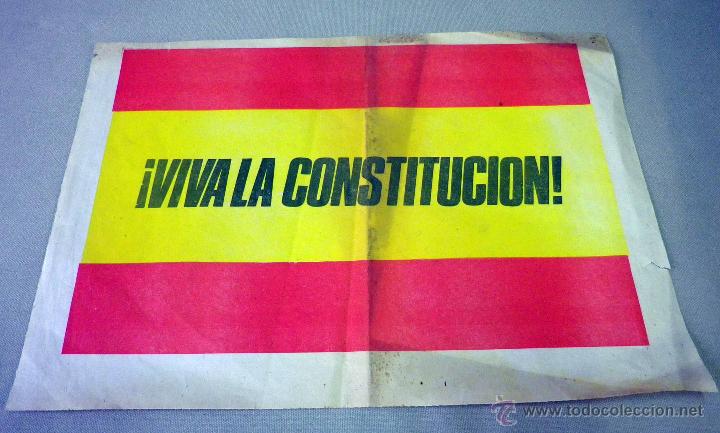 ¡VIVA LA CONSTITUCION!
www.todocoleccion.net